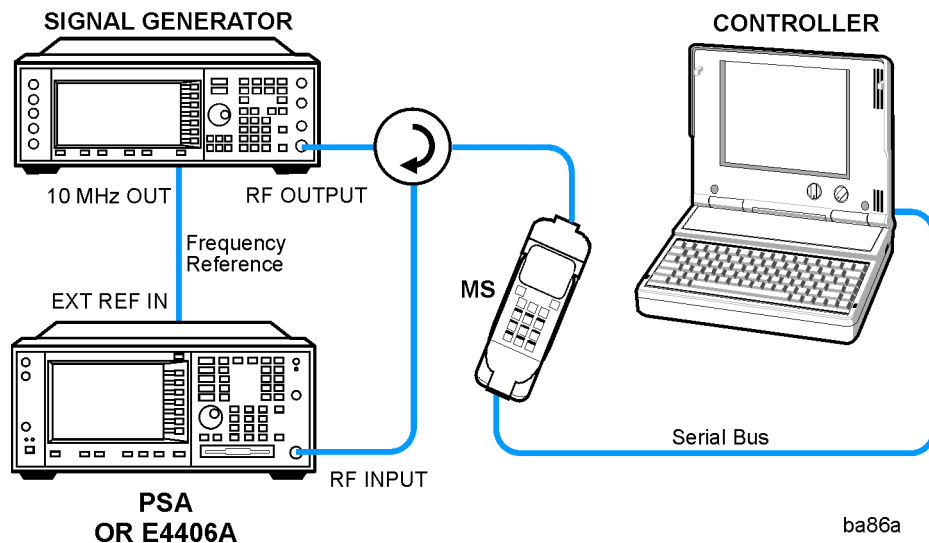 SIGNAL GENERATOR
CONTROLLER
10 MHz OUT
RF OUTPUT
Frequency
Reference
MS
EXT REF IN
Serial Bus
RF INPUT
PSA
OR E4406A
ba86a